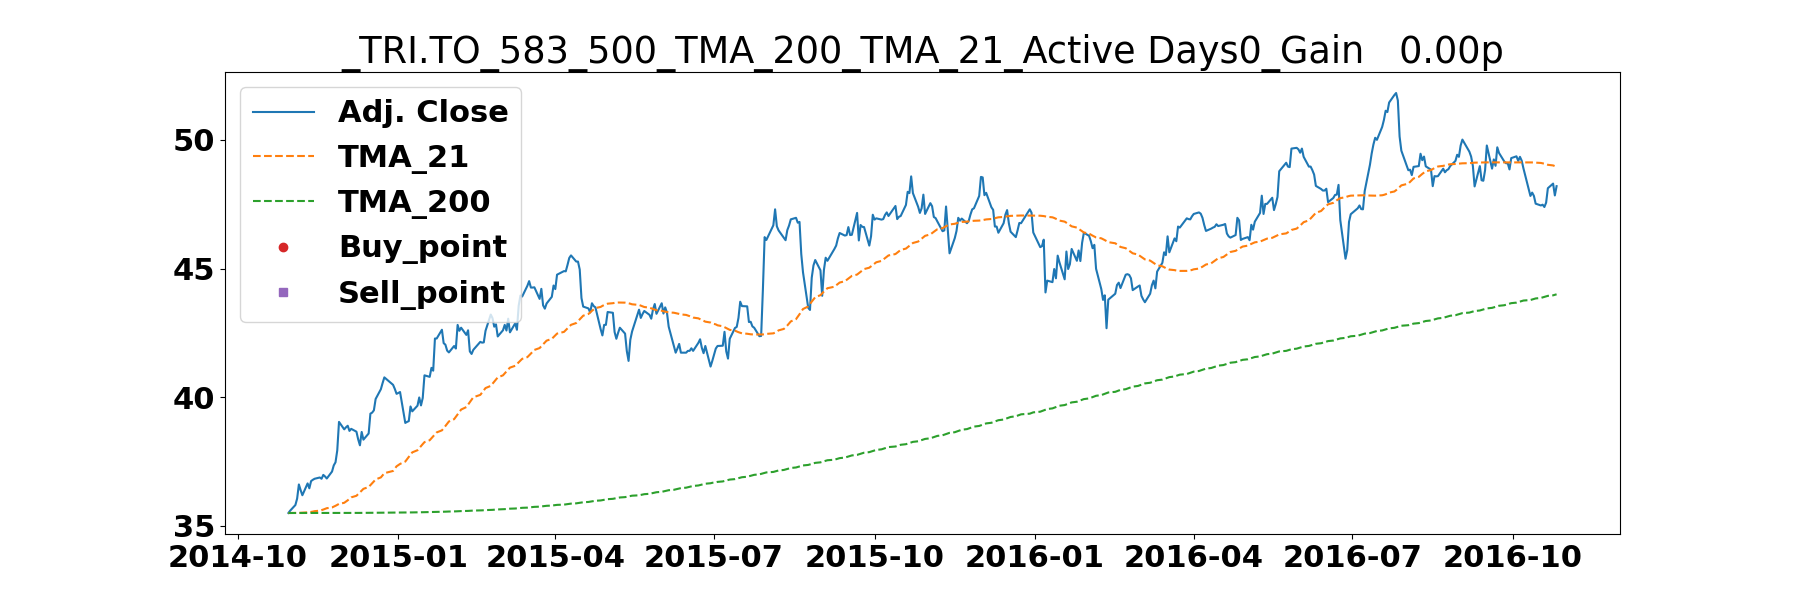 _TRI.TO_583_500_TMA_200_TMA_21_Active Days0_Gain   0.00p
Adj. Close
TMA_21
TMA_200
Buy_point
Sell_point
50
45
40
35
2014-10 2015-01 2015-04 2015-07 2015-10 2016-01 2016-04 2016-07 2016-10